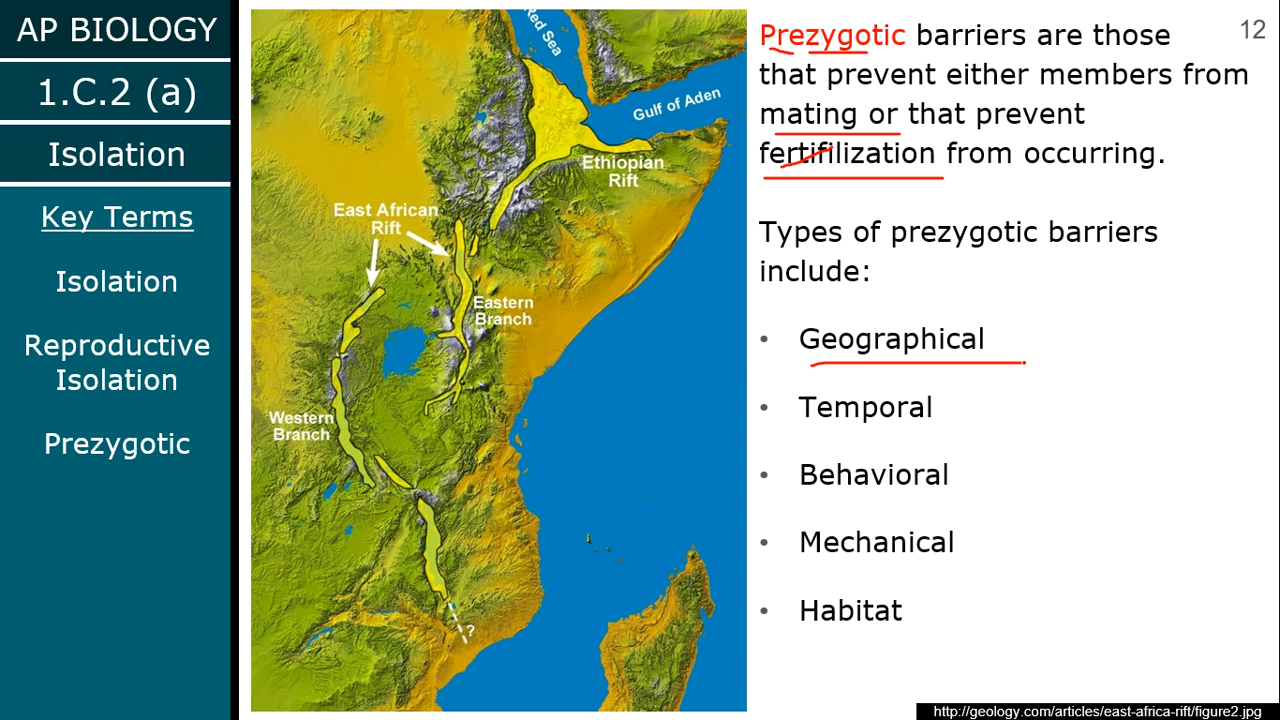 AP BIOLOGY
1.C.2 (a)
Isolation
Key Terms
Isolation
Reproductive
Isolation
Prezygotic
Red Sea
Gulf of Aden
Ethiopian
Rift
East African
Rift
Eastern
Branch
Western
Branch
?
12
Prezygotic barriers are those
that prevent either members from
mating or that prevent
fertifilization from occurring.
Types of prezygotic barriers
include:
• Geographical
• Temporal
• Behavioral
• Mechanical
• Habitat
http://geology.com/articles/east-africa-rift/figure2.jpg